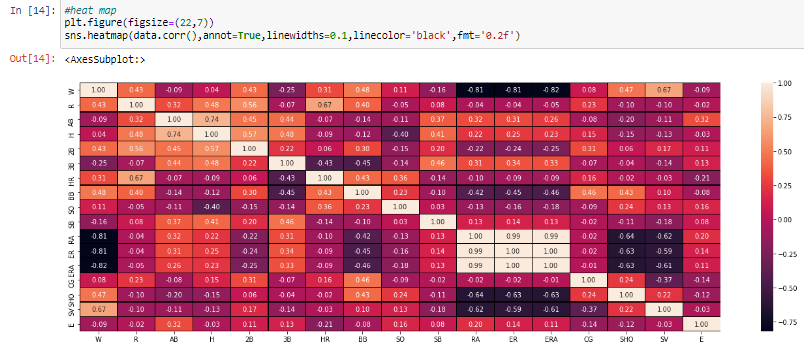 In [14]: #heat map
plt.figure(figsize=(22,7))
sns.heatmap(data.corr(),annot=True,linewidths=0.1,linecolor='black',fmt='0.2f')
Out[14]: <AxesSubplot:>
W 1.00 0.43 -0.09 0.04 0.43 -0.25 0.31 0.48 0.11 -0.16 -0.81 -0.81 -0.82 0.08 0.47 0.67 -0.09
R 0.43 1.00 0.32 0.48 0.56 -0.07 0.67 0.40 -0.05 0.08 -0.04 -0.04 -0.05 0.23 -0.10 -0.10 -0.02
AB -0.09 0.32 1.00 0.74 0.45 0.44 -0.07 -0.14 -0.11 0.37 0.32 0.31 0.26 -0.08 -0.20 -0.11 0.32
H 0.04 0.48 0.74 1.00 0.57 0.48 -0.09 -0.12 -0.40 0.41 0.22 0.25 0.23 0.15 -0.15 -0.13 -0.03
2B 0.43 0.56 0.45 0.57 1.00 0.22 0.06 0.30 -0.15 0.20 -0.22 -0.24 -0.25 0.31 0.06 0.17 0.11
3B -0.25 -0.07 0.44 0.48 0.22 1.00 -0.43 -0.45 -0.14 0.46 0.31 0.34 0.33 -0.07 -0.04 -0.14 0.13
HR 0.31 0.67 -0.07 -0.09 0.06 -0.43 1.00 0.43 0.36 -0.14 -0.10 -0.09 -0.09 0.16 -0.02 -0.03 -0.21
BB 0.48 0.40 -0.14 -0.12 0.30 -0.45 0.43 1.00 0.23 -0.10 -0.42 -0.45 -0.46 0.46 0.43 0.10 -0.08
SO 0.11 -0.05 -0.11 -0.40 -0.15 -0.14 0.36 0.23 1.00 0.03 -0.13 -0.16 -0.18 -0.09 0.24 0.13 0.16
SB -0.16 0.08 0.37 0.41 0.20 0.46 -0.14 -0.10 0.03 1.00 0.13 0.14 0.13 -0.02 -0.11 -0.18 0.08
RA -0.81 -0.04 0.32 0.22 -0.22 0.31 -0.10 -0.42 -0.13 0.13 1.00 0.99 0.99 -0.02 -0.64 -0.62 0.20
ER -0.81 -0.04 0.31 0.25 -0.24 0.34 -0.09 -0.45 -0.16 0.14 0.99 1.00 1.00 -0.02 -0.63 -0.59 0.14
ERA -0.82 -0.05 0.26 0.23 -0.25 0.33 -0.09 -0.46 -0.18 0.13 0.99 1.00 1.00 -0.01 -0.63 -0.61 0.11
CG 0.08 0.23 -0.08 0.15 0.31 -0.07 0.16 0.46 -0.09 -0.02 -0.02 -0.02 -0.01 1.00 0.24 -0.37 -0.14
SHO 0.47 -0.10 -0.20 -0.15 0.06 -0.04 -0.02 0.43 0.24 -0.11 -0.64 -0.63 -0.63 0.24 1.00 0.22 -0.12
SV 0.67 -0.10 -0.11 -0.13 0.17 -0.14 -0.03 0.10 0.13 -0.18 -0.62 -0.59 -0.61 -0.37 0.22 1.00 -0.03
E -0.09 -0.02 0.32 -0.03 0.11 0.13 -0.21 -0.08 0.16 0.08 0.20 0.14 0.11 -0.14 -0.12 -0.03 1.00
W R AB H 2B 3B HR BB SO SB RA ER ERA CG SHO SV E
1.00
0.75
0.50
0.25
0.00
-0.25
-0.50
-0.75